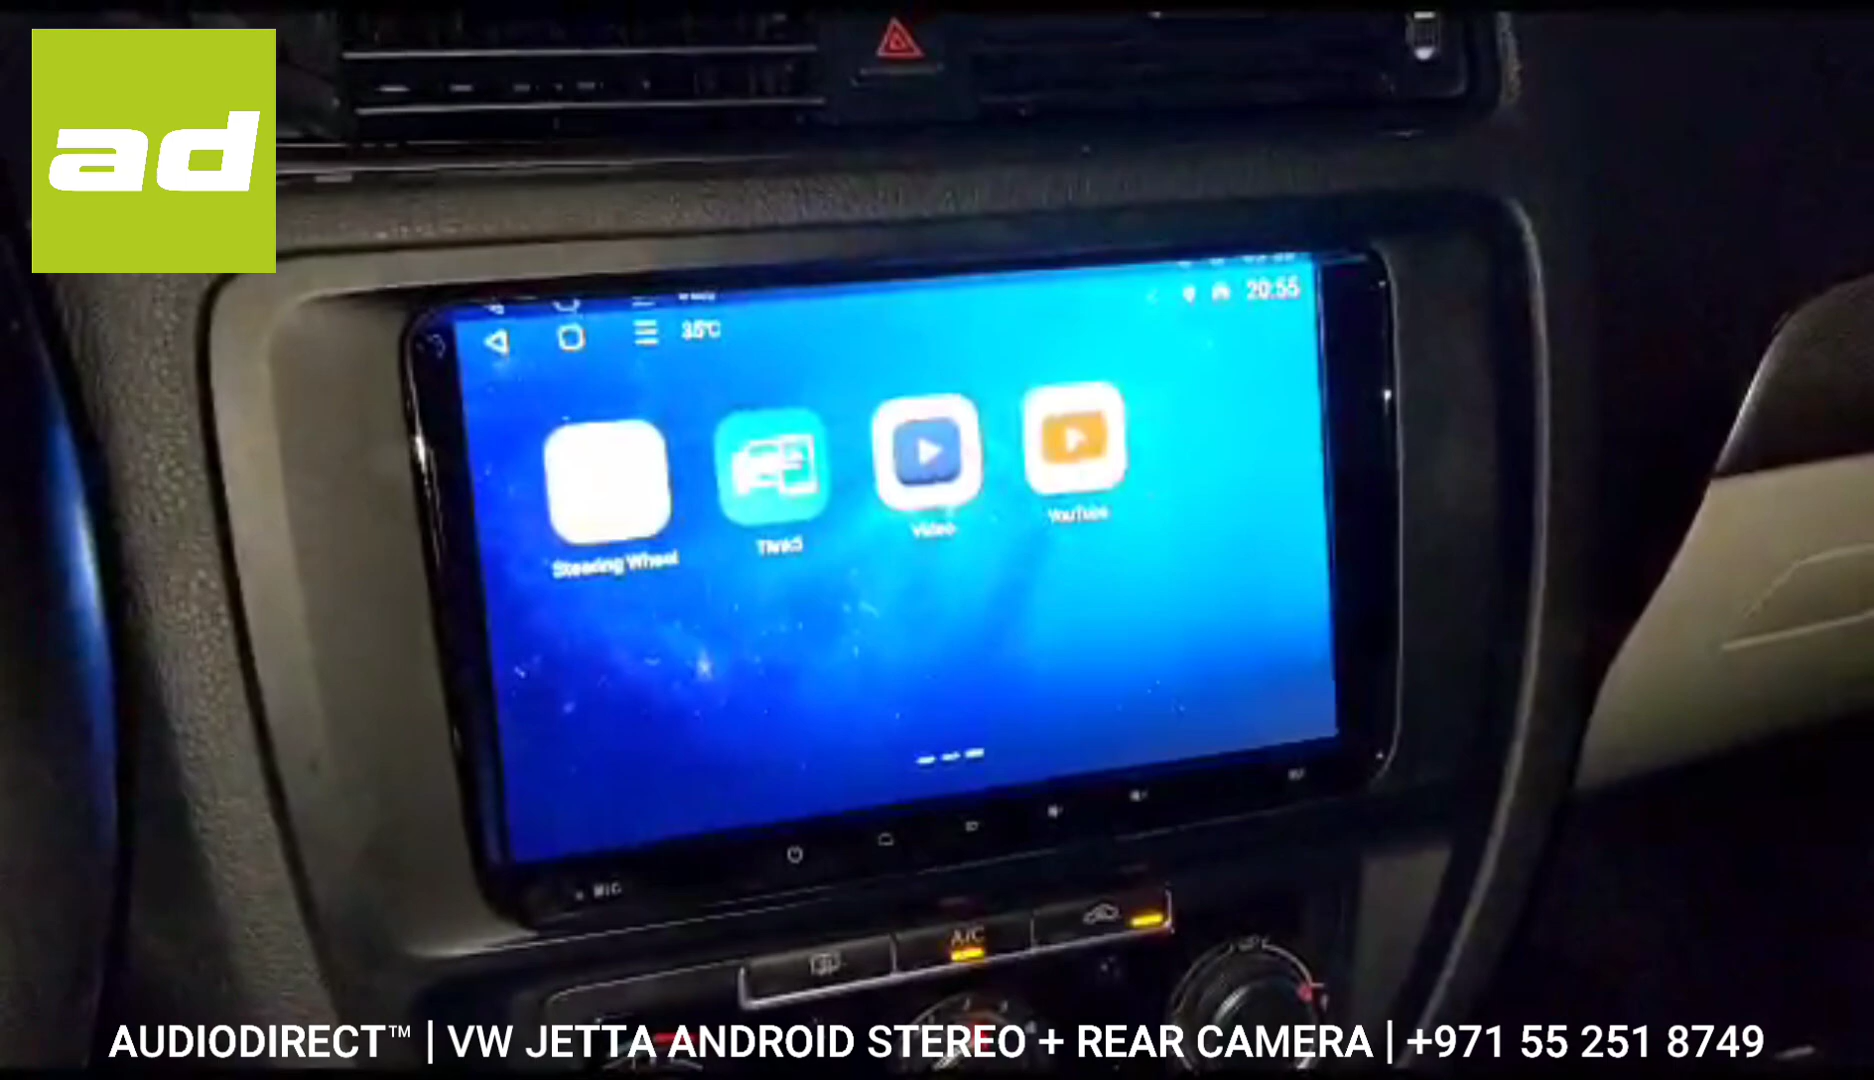 ad
20:55
35°C
Steering Wheel
Think5
Video
YouTube
MIC
A/C
AUDIODIRECT™ | VW JETTA ANDROID STEREO + REAR CAMERA | +971 55 251 8749